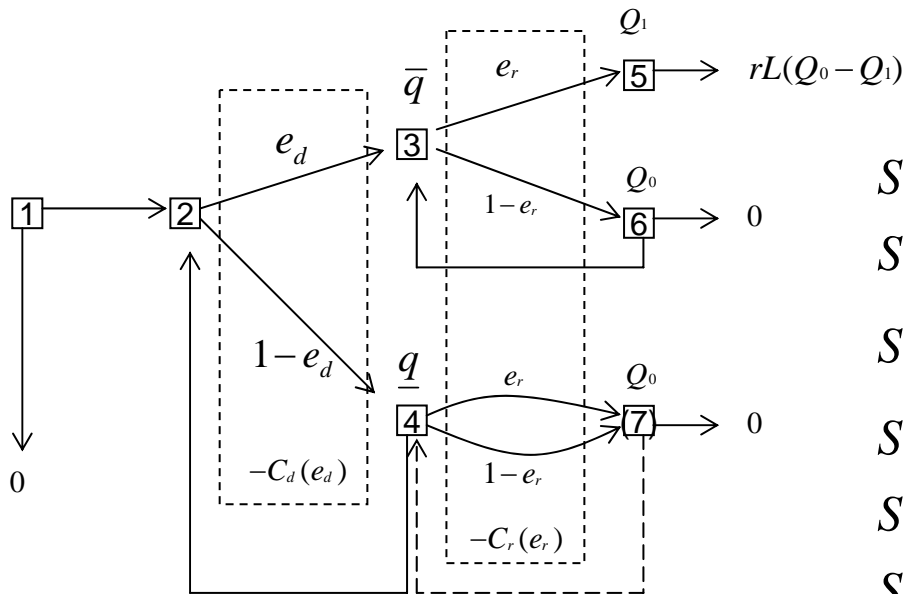 Q₁
e_r
5
rL(Q₀ – Q₁)
q̅
e_d
3
S
Q₀
1 – e_r
1
2
6
0
S
1 – e_d
S
q̲
e_r
Q₀
4
(7)
0
S
0
–C_d(e_d)
1 – e_r
S
–C_r(e_r)
S